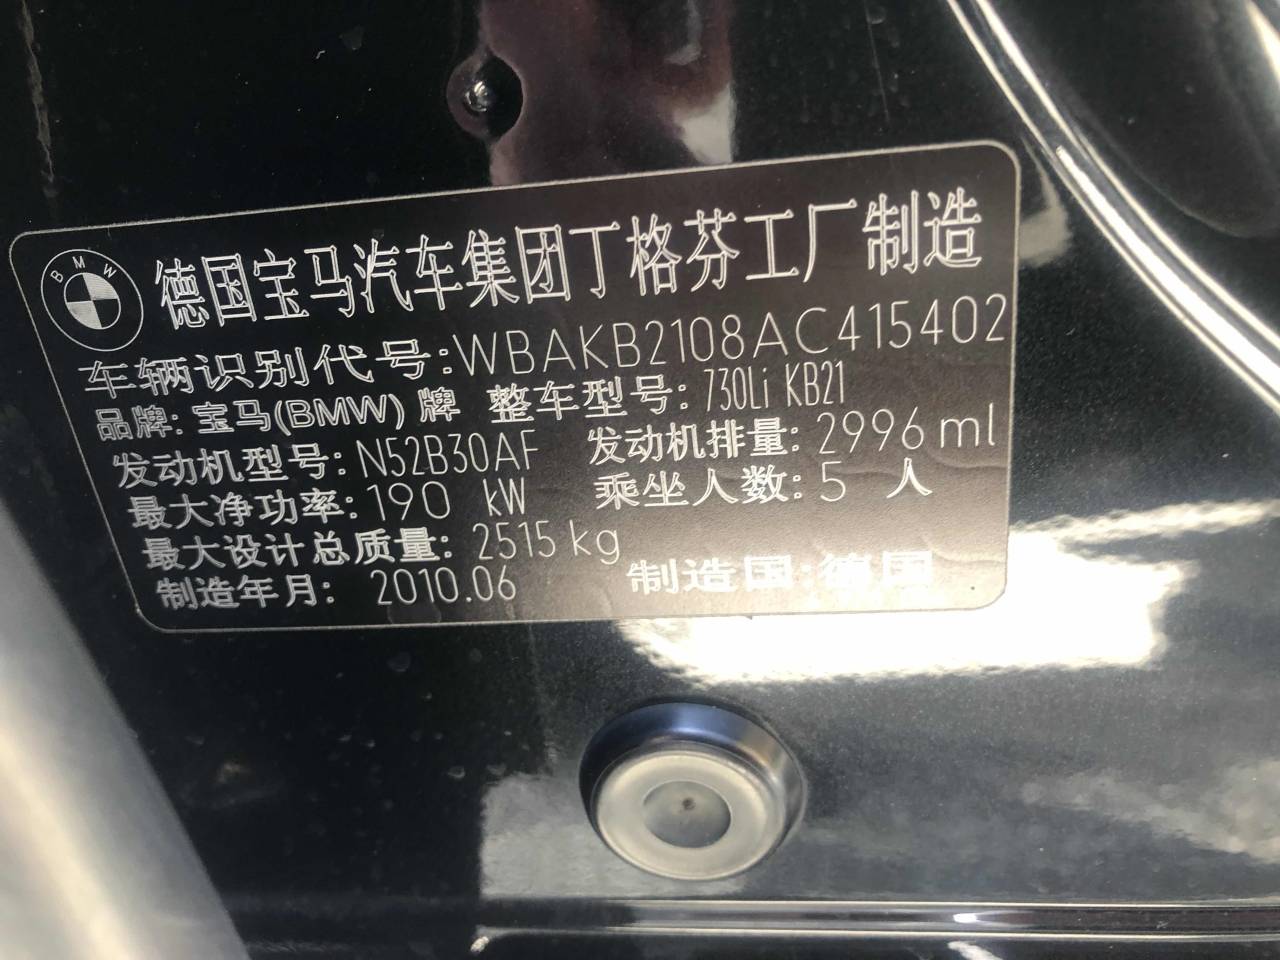 BMW
德国宝马汽车集团丁格芬工厂制造
车辆识别代号:WBAKB2108AC415402
品牌:宝马(BMW)牌 整车型号:730Li KB21
发动机型号:N52B30AF 发动机排量:2996 ml
最大净功率:190 kW 乘坐人数:5 人
最大设计总质量:2515 kg
制造年月:2010.06 制造国:德国